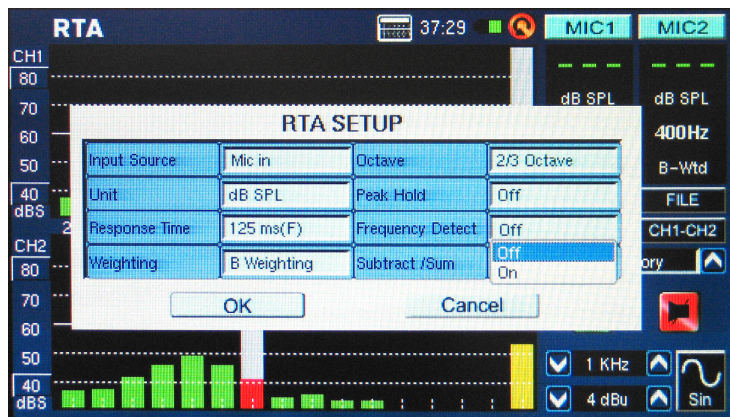 RTA 37:29 MIC1 MIC2
CH1
80
70 dB SPL dB SPL
60 400Hz
50 B-Wtd
40 FILE
dBS
CH1-CH2
RTA SETUP
Input Source Mic in Octave 2/3 Octave
Unit dB SPL Peak Hold Off
Response Time 125 ms(F) Frequency Detect Off
Weighting B Weighting Subtract /Sum
Off
On
OK Cancel
2
ory
CH2
80
70
60
50 1 KHz
40 4 dBu Sin
dBS